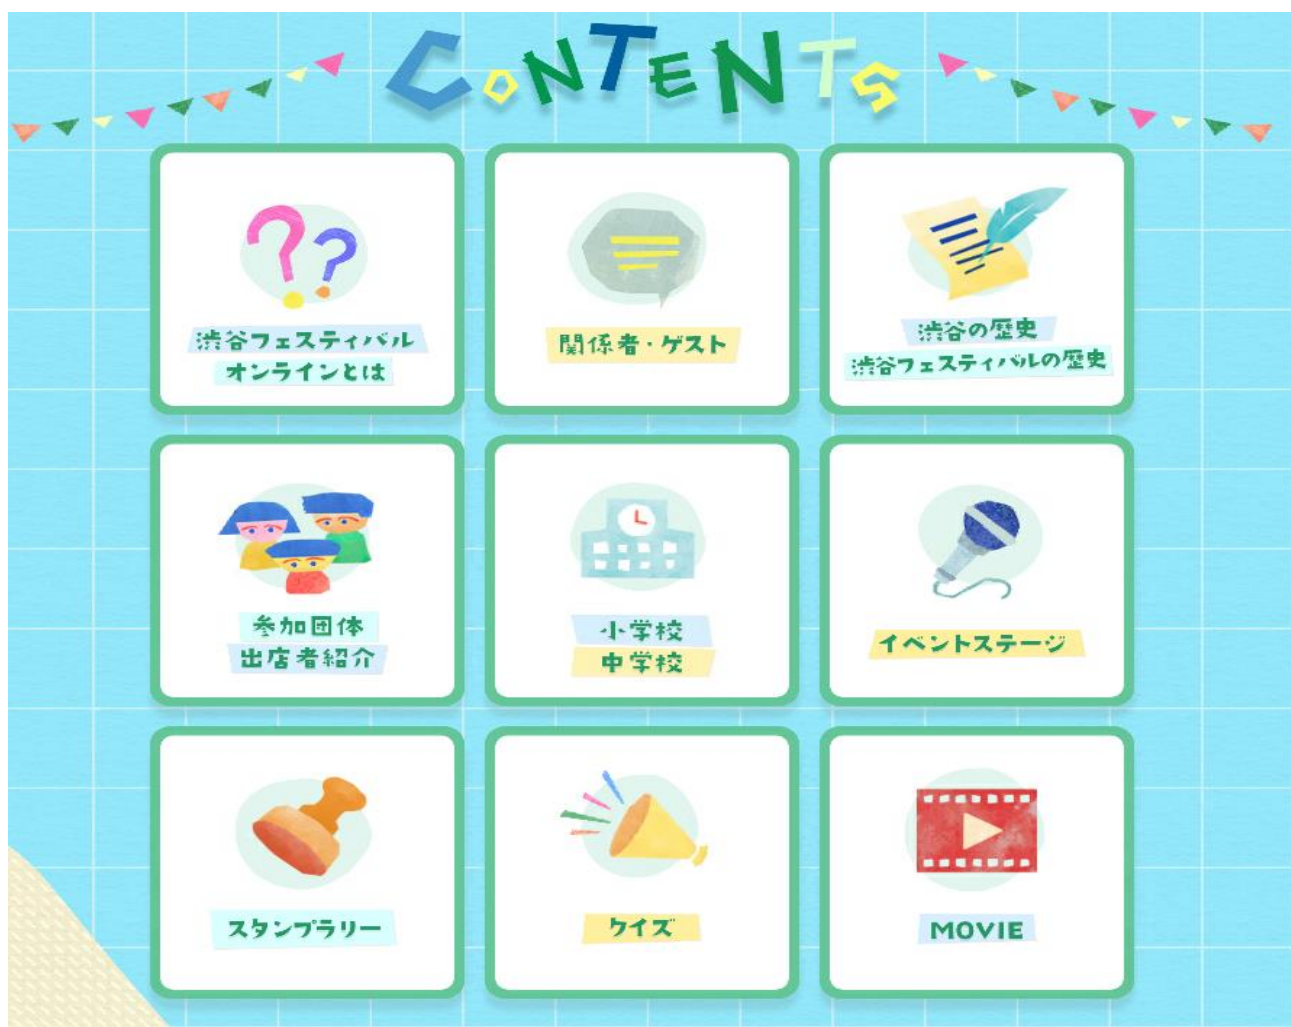 CONTENTS
渋谷フェスティバル
オンラインとは
関係者・ゲスト
渋谷の歴史
渋谷フェスティバルの歴史
参加団体
出店者紹介
小学校
中学校
イベントステージ
スタンプラリー
クイズ
MOVIE